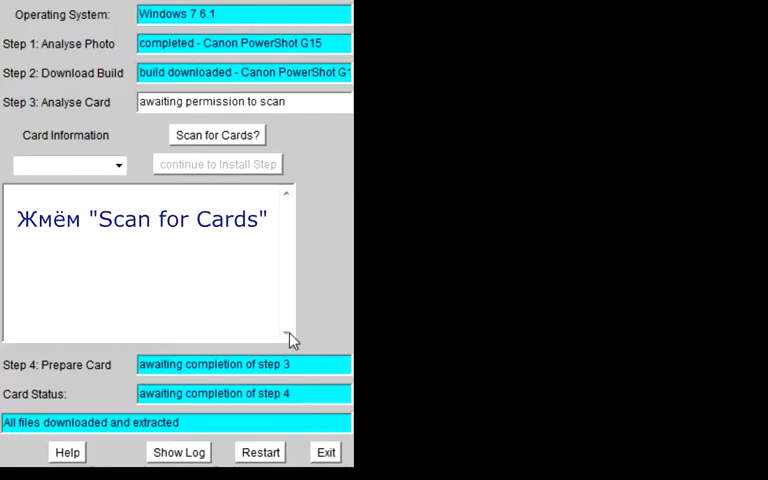 Operating System: Windows 7 6.1
Step 1: Analyse Photo completed - Canon PowerShot G15
Step 2: Download Build build downloaded - Canon PowerShot G1
Step 3: Analyse Card awaiting permission to scan
Card Information Scan for Cards?
continue to Install Step
Жмём "Scan for Cards"
Step 4: Prepare Card awaiting completion of step 3
Card Status: awaiting completion of step 4
All files downloaded and extracted
Help Show Log Restart Exit